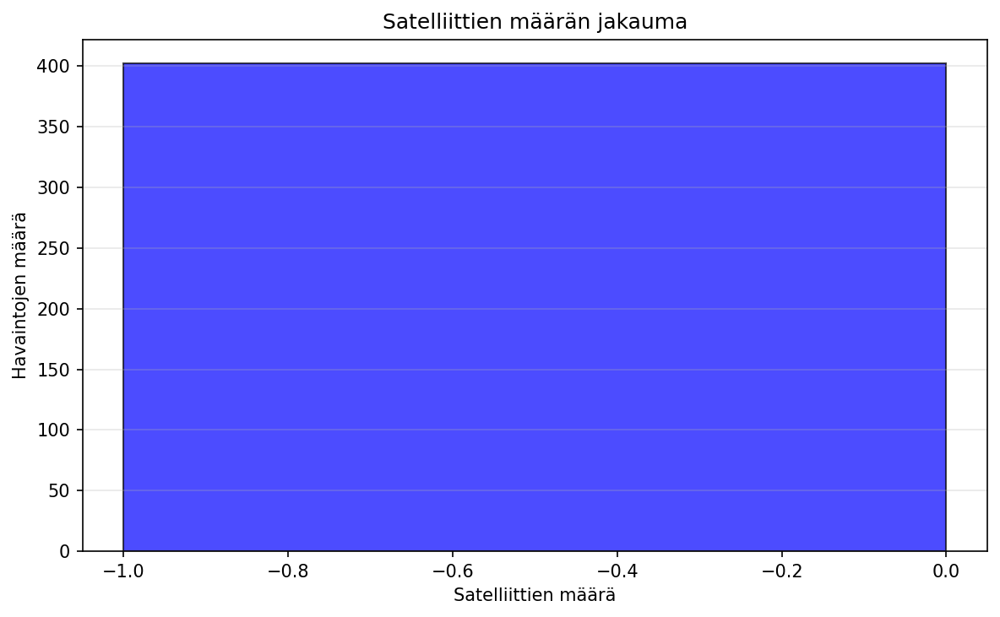 Satelliittien määrän jakauma
Havaintojen määrä
400
350
300
250
200
150
100
50
0
−1.0 −0.8 −0.6 −0.4 −0.2 0.0
Satelliittien määrä